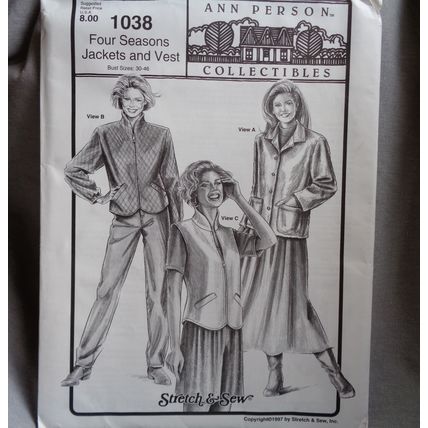 Suggested
Retail Price
U.S.A.
8.00
1038
Four Seasons
Jackets and Vest
Bust Sizes: 30-46
ANN PERSON™
COLLECTIBLES
View B
View A
View C
Stretch & Sew®
Copyright©1997 by Stretch & Sew, Inc.